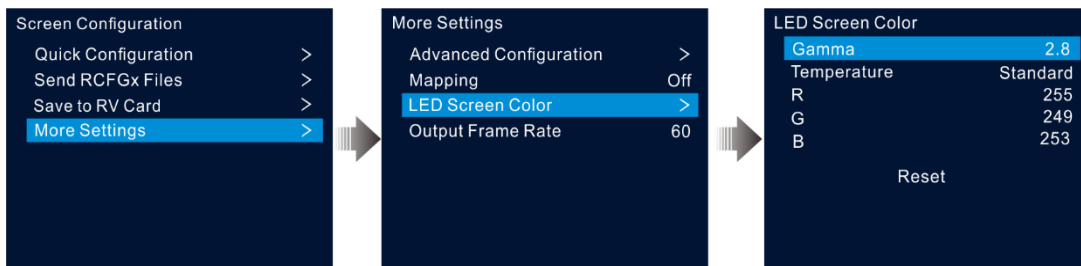 Screen Configuration
Quick Configuration >
Send RCFGx Files >
Save to RV Card >
More Settings >
More Settings
Advanced Configuration >
Mapping Off
LED Screen Color >
Output Frame Rate 60
LED Screen Color
Gamma 2.8
Temperature Standard
R 255
G 249
B 253
Reset